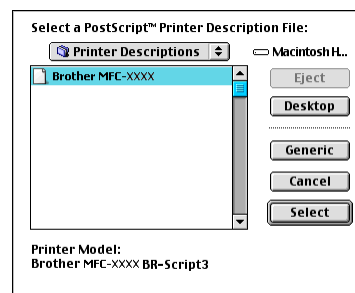 Select a PostScript™ Printer Description File:
Printer Descriptions
Macintosh H...
Brother MFC-XXXX
Eject
Desktop
Generic
Cancel
Select
Printer Model:
Brother MFC-XXXX BR-Script3